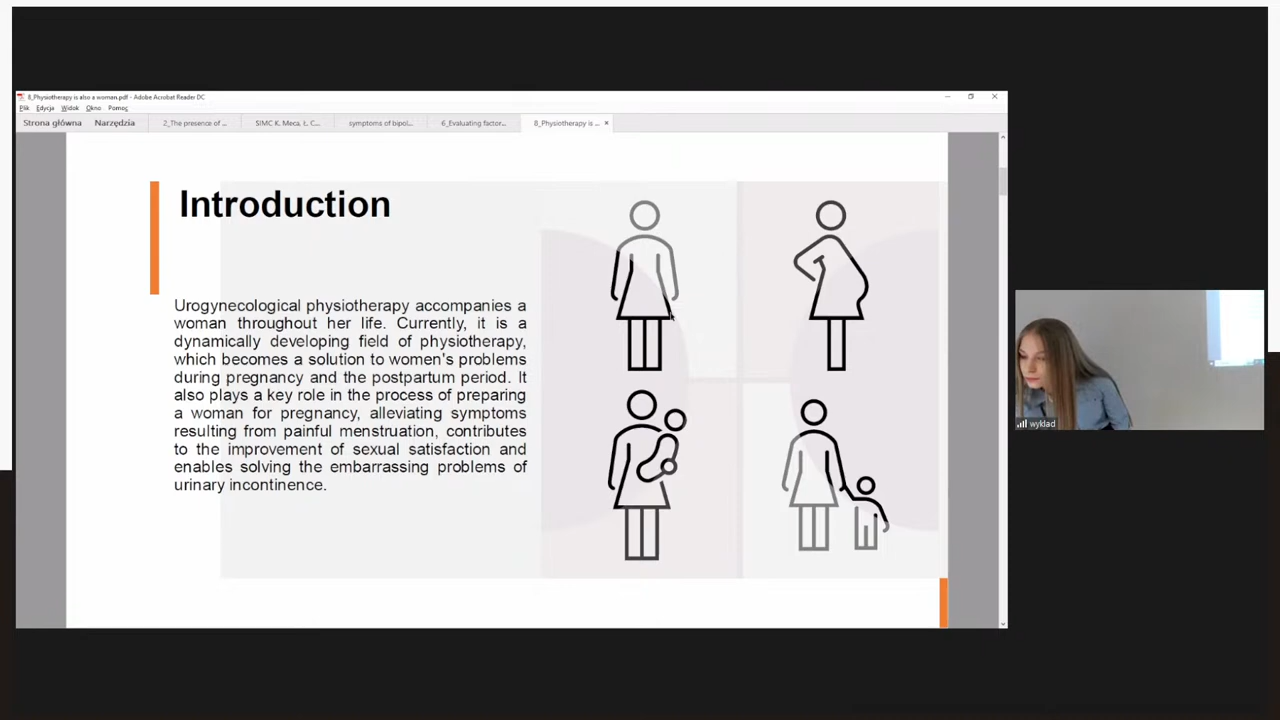 8_Physiotherapy is also a woman.pdf - Adobe Acrobat Reader DC
Plik Edycja Widok Okno Pomoc
Strona główna Narzędzia 2_The presence of ... SIMC K. Meca. Ł. C... symptoms of bipol... 6_Evaluating factor... 8_Physiotherapy is ... ×
Introduction
Urogynecological physiotherapy accompanies a
woman throughout her life. Currently, it is a
dynamically developing field of physiotherapy,
which becomes a solution to women's problems
during pregnancy and the postpartum period. It
also plays a key role in the process of preparing
a woman for pregnancy, alleviating symptoms
resulting from painful menstruation, contributes
to the improvement of sexual satisfaction and
enables solving the embarrassing problems of
urinary incontinence.
wyklad